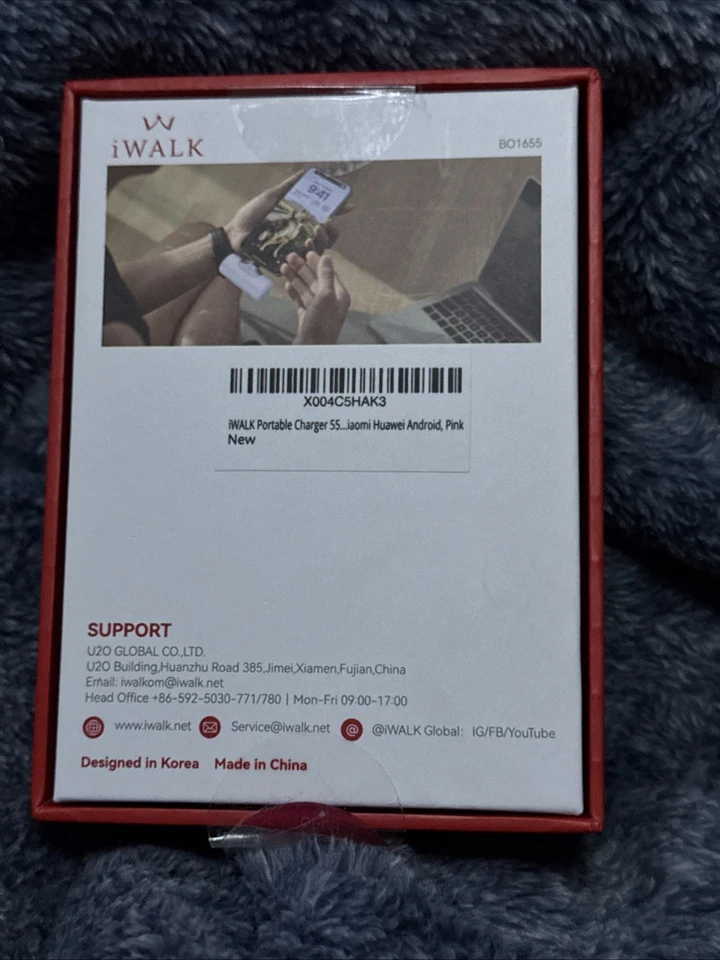 iWALK
BO1655
9:41
X004C5HAK3
iWALK Portable Charger 55...iaomi Huawei Android, Pink
New
SUPPORT
U2O GLOBAL CO.,LTD.
U2O Building,Huanzhu Road 385,Jimei,Xiamen,Fujian,China
Email: iwalkom@iwalk.net
Head Office +86-592-5030-771/780 | Mon-Fri 09:00-17:00
www.iwalk.net Service@iwalk.net @ @iWALK Global: IG/FB/YouTube
Designed in Korea Made in China